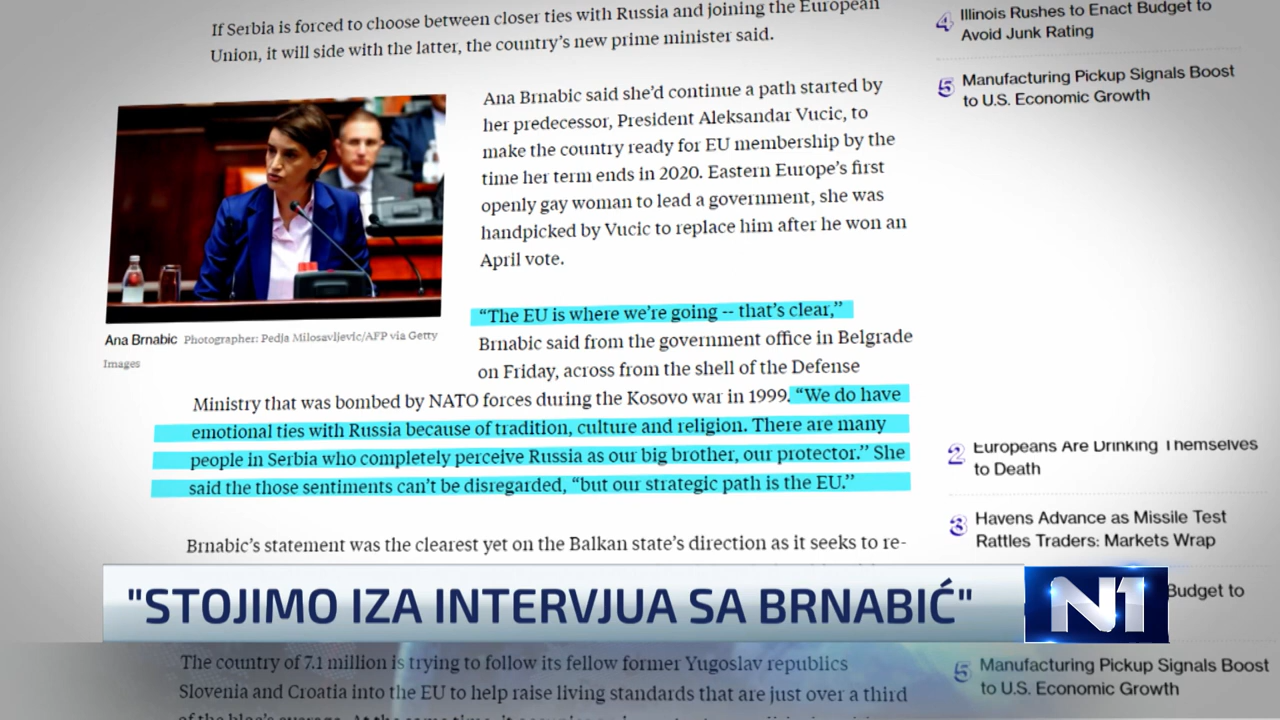 If Serbia is forced to choose between closer ties with Russia and joining the European
Union, it will side with the latter, the country's new prime minister said.
Ana Brnabic said she'd continue a path started by
her predecessor, President Aleksandar Vucic, to
make the country ready for EU membership by the
time her term ends in 2020. Eastern Europe's first
openly gay woman to lead a government, she was
handpicked by Vucic to replace him after he won an
April vote.
Ana Brnabic Photographer: Pedja Milosavljevic/AFP via Getty
Images
“The EU is where we're going -- that's clear,”
Brnabic said from the government office in Belgrade
on Friday, across from the shell of the Defense
Ministry that was bombed by NATO forces during the Kosovo war in 1999. “We do have
emotional ties with Russia because of tradition, culture and religion. There are many
people in Serbia who completely perceive Russia as our big brother, our protector.” She
said the those sentiments can't be disregarded, “but our strategic path is the EU.”
Brnabic's statement was the clearest yet on the Balkan state's direction as it seeks to re-
The country of 7.1 million is trying to follow its fellow former Yugoslav republics
Slovenia and Croatia into the EU to help raise living standards that are just over a third
4 Illinois Rushes to Enact Budget to
Avoid Junk Rating
5 Manufacturing Pickup Signals Boost
to U.S. Economic Growth
2 Europeans Are Drinking Themselves
to Death
3 Havens Advance as Missile Test
Rattles Traders: Markets Wrap
Budget to
5 Manufacturing Pickup Signals Boost
to U.S. Economic Growth
"STOJIMO IZA INTERVJUA SA BRNABIĆ"
N1